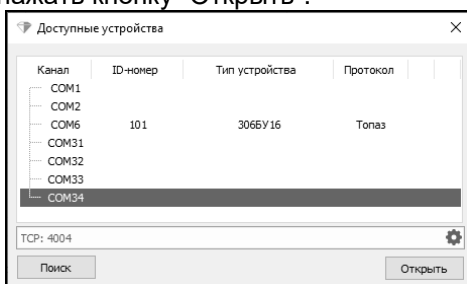 нажать кнопку "Открыть".
Доступные устройства
Канал ID-номер Тип устройства Протокол
COM1
COM2
COM6 101 306БУ16 Топаз
COM31
COM32
COM33
COM34
TCP: 4004
Поиск Открыть